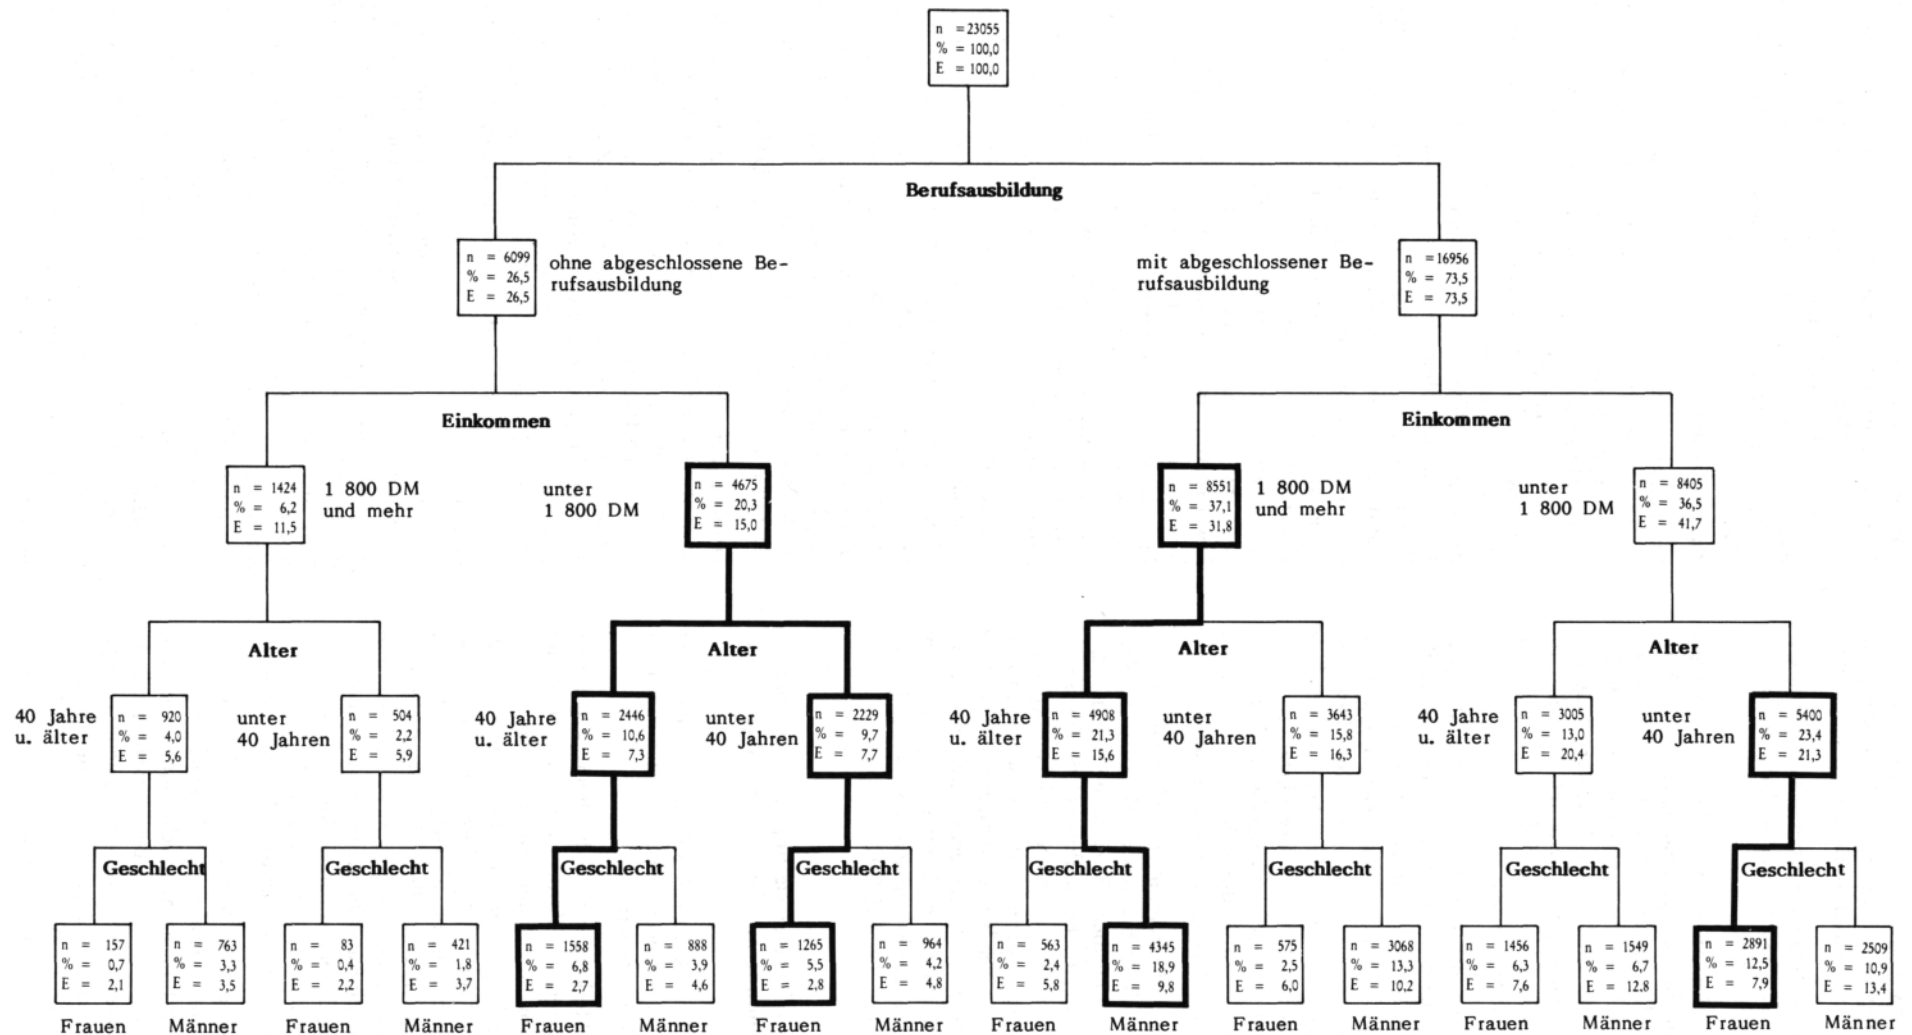 n = 23055
% = 100,0
E = 100,0
Berufsausbildung
n = 6099
% = 26,5
E = 26,5
ohne abgeschlossene Be-
rufsausbildung
mit abgeschlossener Be-
rufsausbildung
n = 16956
% = 73,5
E = 73,5
Einkommen
Einkommen
n = 1424
% = 6,2
E = 11,5
1 800 DM
und mehr
unter
1 800 DM
n = 4675
% = 20,3
E = 15,0
n = 8551
% = 37,1
E = 31,8
1 800 DM
und mehr
unter
1 800 DM
n = 8405
% = 36,5
E = 41,7
Alter
Alter
Alter
Alter
40 Jahre
u. älter
n = 920
% = 4,0
E = 5,6
unter
40 Jahren
n = 504
% = 2,2
E = 5,9
40 Jahre
u. älter
n = 2446
% = 10,6
E = 7,3
unter
40 Jahren
n = 2229
% = 9,7
E = 7,7
40 Jahre
u. älter
n = 4908
% = 21,3
E = 15,6
unter
40 Jahren
n = 3643
% = 15,8
E = 16,3
40 Jahre
u. älter
n = 3005
% = 13,0
E = 20,4
unter
40 Jahren
n = 5400
% = 23,4
E = 21,3
Geschlecht
Geschlecht
Geschlecht
Geschlecht
Geschlecht
Geschlecht
Geschlecht
Geschlecht
n = 157
% = 0,7
E = 2,1
n = 763
% = 3,3
E = 3,5
n = 83
% = 0,4
E = 2,2
n = 421
% = 1,8
E = 3,7
n = 1558
% = 6,8
E = 2,7
n = 888
% = 3,9
E = 4,6
n = 1265
% = 5,5
E = 2,8
n = 964
% = 4,2
E = 4,8
n = 563
% = 2,4
E = 5,8
n = 4345
% = 18,9
E = 9,8
n = 575
% = 2,5
E = 6,0
n = 3068
% = 13,3
E = 10,2
n = 1456
% = 6,3
E = 7,6
n = 1549
% = 6,7
E = 12.8
n = 2891
% = 12,5
E = 7,9
n = 2509
% = 10,9
E = 13,4
Frauen Männer Frauen Männer Frauen Männer Frauen Männer Frauen Männer Frauen Männer Frauen Männer Frauen Männer